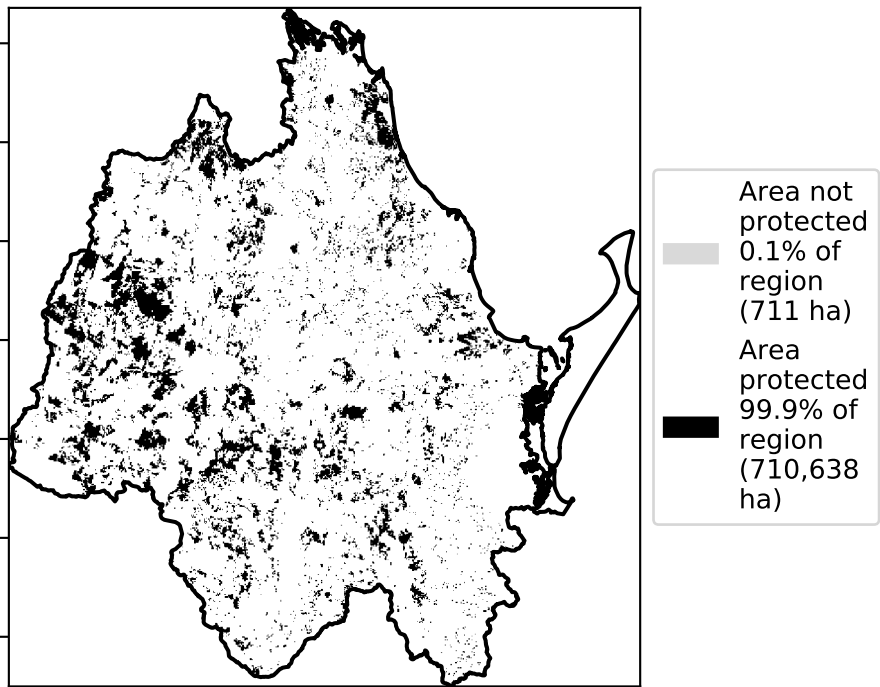 Area not
protected
0.1% of
region
(711 ha)
Area
protected
99.9% of
region
(710,638
ha)